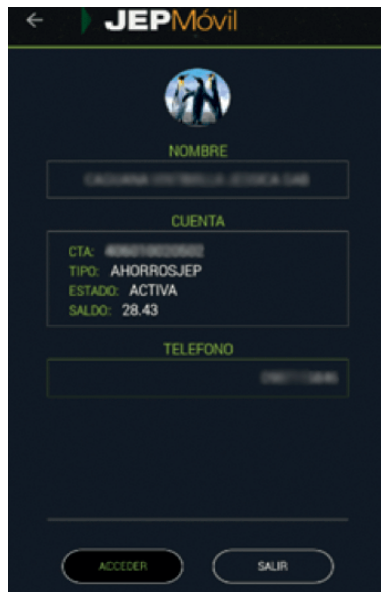 JEPMóvil
NOMBRE
CUENTA
CTA:
TIPO: AHORROSJEP
ESTADO: ACTIVA
SALDO: 28.43
TELEFONO
ACCEDER
SALIR